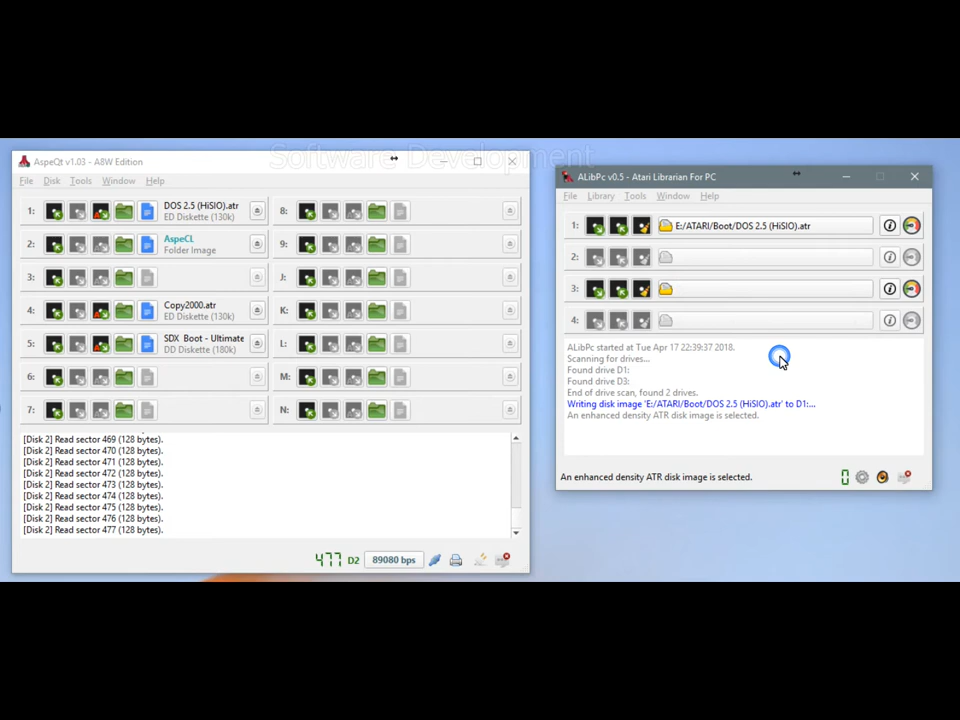 Software Development
AspeQt v1.03 - A8W Edition
File Disk Tools Window Help
1: DOS 2.5 (HiSIO).atr
ED Diskette (130k)
2: AspeCL
Folder Image
3:
4: Copy2000.atr
ED Diskette (130k)
5: SDX Boot - Ultimate
DD Diskette (180k)
6:
7:
8:
9:
J:
K:
L:
M:
N:
[Disk 2] Read sector 469 (128 bytes).
[Disk 2] Read sector 470 (128 bytes).
[Disk 2] Read sector 471 (128 bytes).
[Disk 2] Read sector 472 (128 bytes).
[Disk 2] Read sector 473 (128 bytes).
[Disk 2] Read sector 474 (128 bytes).
[Disk 2] Read sector 475 (128 bytes).
[Disk 2] Read sector 476 (128 bytes).
[Disk 2] Read sector 477 (128 bytes).
477 D2 89080 bps
ALibPc v0.5 - Atari Librarian For PC
File Library Tools Window Help
1: E:/ATARI/Boot/DOS 2.5 (HiSIO).atr
2:
3:
4:
ALibPc started at Tue Apr 17 22:39:37 2018.
Scanning for drives...
Found drive D1:
Found drive D3:
End of drive scan, found 2 drives.
Writing disk image 'E:/ATARI/Boot/DOS 2.5 (HiSIO).atr' to D1:...
An enhanced density ATR disk image is selected.
An enhanced density ATR disk image is selected. 0